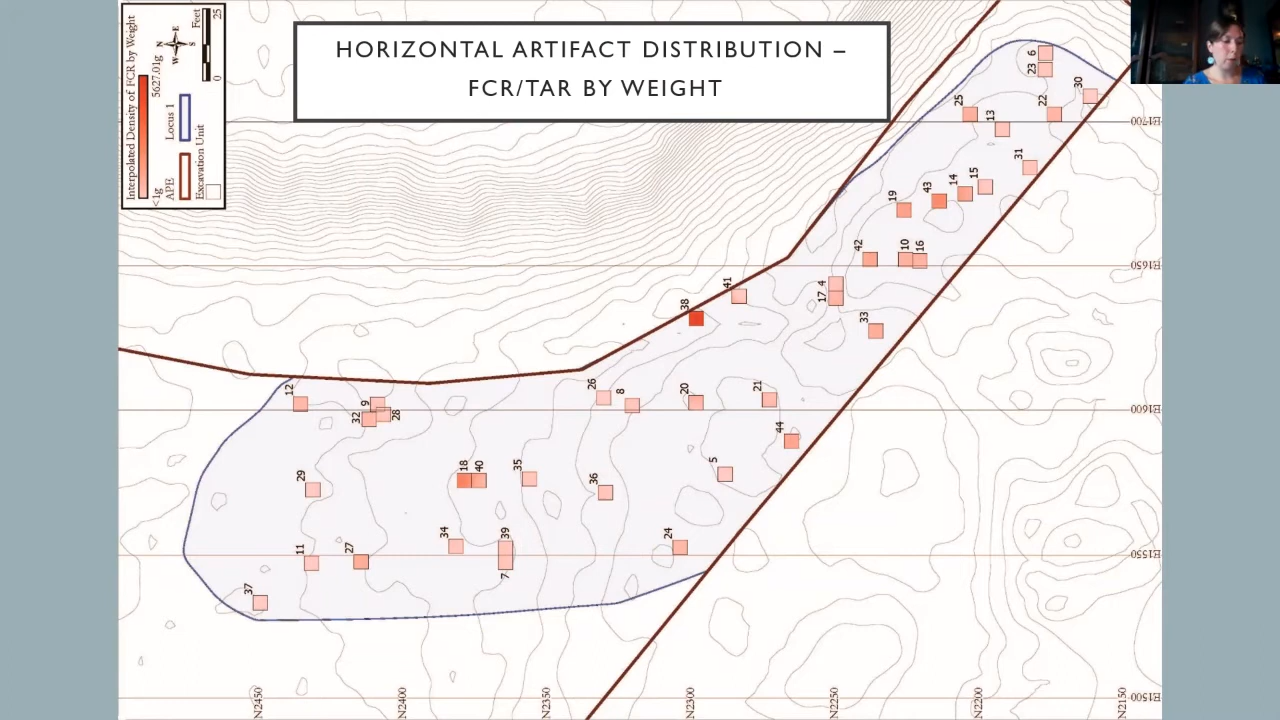 HORIZONTAL ARTIFACT DISTRIBUTION –
FCR/TAR BY WEIGHT
Interpolated Density of FCR by Weight
<1g
5627.01g
APE
Locus 1
Excavation Unit
N
E
S
W
0
Feet
25
6
23
30
25
22
13
E1700
31
15
14
43
19
42
10
16
E1650
4
17
41
38
33
12
26
8
20
21
9
32
28
E1600
44
29
18
40
35
36
5
34
39
24
11
27
7
E1550
37
N2450
N2400
N2350
N2300
N2250
N2200
N2150
E1500